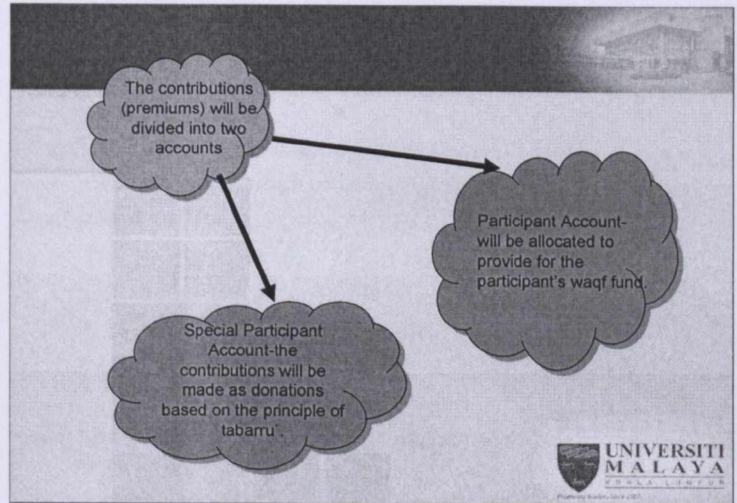 The contributions
(premiums) will be
divided into two
accounts
Participant Account-
will be allocated to
provide for the
participant's waqf fund.
Special Participant
Account-the
contributions will be
made as donations
based on the principle of
tabarru'.
UNIVERSITI
MALAYA
KUALA LUMPUR